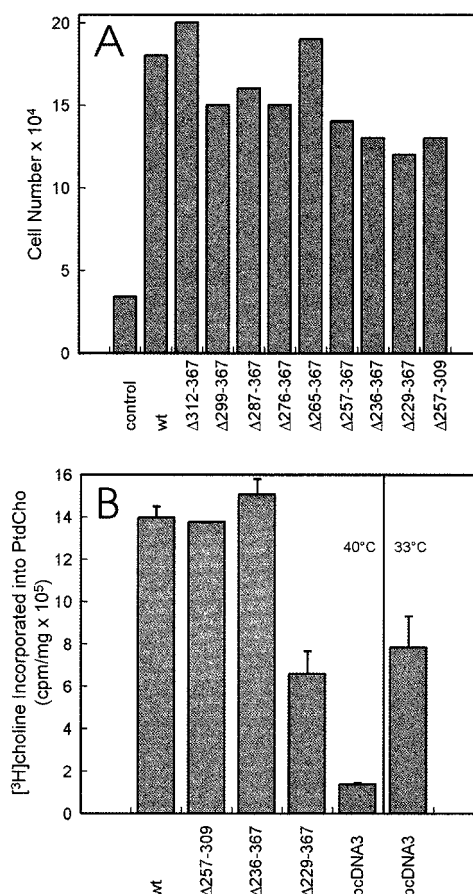 A
Cell Number x 10⁴
20
15
10
5
0
control
wt
Δ312-367
Δ299-367
Δ287-367
Δ276-367
Δ265-367
Δ257-367
Δ236-367
Δ229-367
Δ257-309
B
[³H]choline Incorporated into PtdCho
(cpm/mg x 10⁵)
16
14
12
10
8
6
4
2
0
40°C
33°C
wt
Δ257-309
Δ236-367
Δ229-367
pcDNA3
pcDNA3